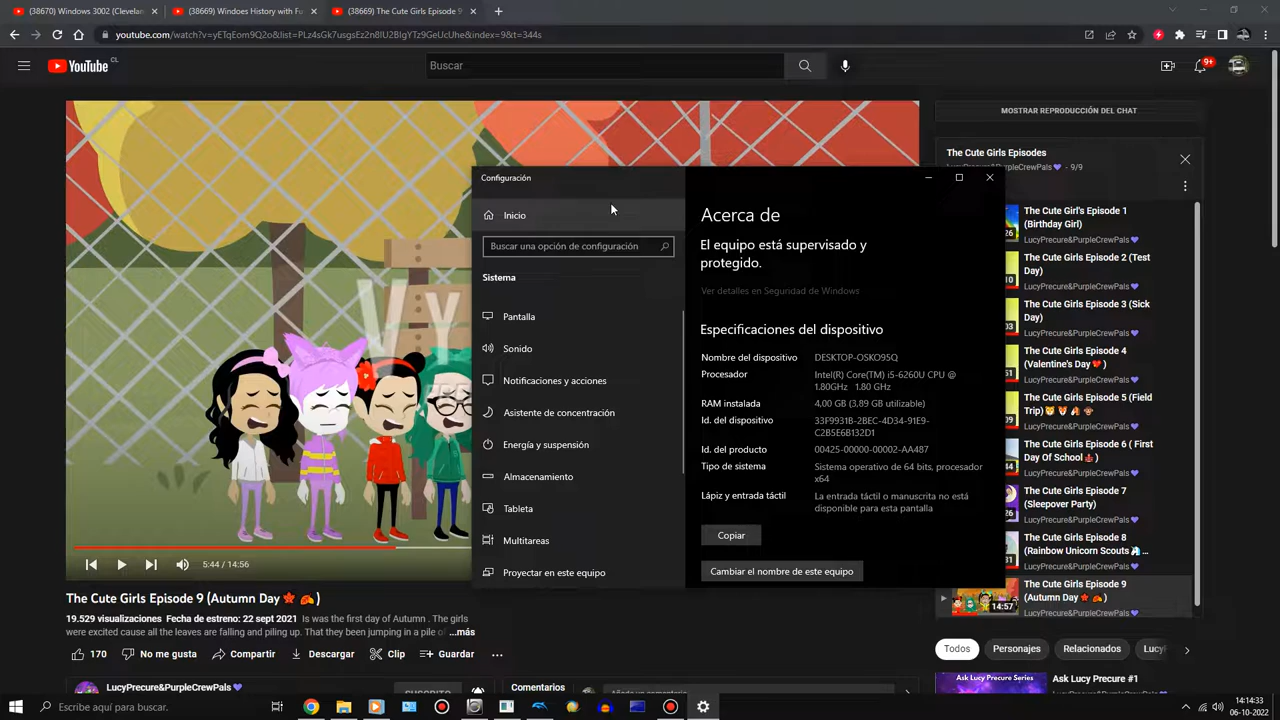 (38670) Windows 3002 (Clevelan
(38669) Windoes History with Fu
(38669) The Cute Girls Episode 9
youtube.com/watch?v=yETqEom9Q2o&list=PLz4sGk7usgsEz2n8IU2BIgYTz9GeUcUhe&index=9&t=344s
YouTube CL
Buscar
9+
MOSTRAR REPRODUCCIÓN DEL CHAT
The Cute Girls Episodes
LucyPrecure&PurpleCrewPals💜 - 9/9
The Cute Girl's Episode 1
(Birthday Girl)
LucyPrecure&PurpleCrewPals💜
The Cute Girls Episode 2 (Test
Day)
LucyPrecure&PurpleCrewPals💜
The Cute Girls Episode 3 (Sick
Day)
LucyPrecure&PurpleCrewPals💜
The Cute Girls Episode 4
(Valentine's Day❤️)
LucyPrecure&PurpleCrewPals💜
The Cute Girls Episode 5 (Field
Trip)
LucyPrecure&PurpleCrewPals💜
The Cute Girls Episode 6 ( First
Day Of School)
LucyPrecure&PurpleCrewPals💜
The Cute Girls Episode 7
(Sleepover Party)
LucyPrecure&PurpleCrewPals💜
The Cute Girls Episode 8
(Rainbow Unicorn Scouts🦄...
LucyPrecure&PurpleCrewPals💜
The Cute Girls Episode 9
(Autumn Day🍁)
LucyPrecure&PurpleCrewPals💜
14:57
Configuración
Inicio
Buscar una opción de configuración
Sistema
Pantalla
Sonido
Notificaciones y acciones
Asistente de concentración
Energía y suspensión
Almacenamiento
Tableta
Multitareas
Proyectar en este equipo
Acerca de
El equipo está supervisado y
protegido.
Ver detalles en Seguridad de Windows
Especificaciones del dispositivo
Nombre del dispositivo DESKTOP-OSKO95Q
Procesador Intel(R) Core(TM) i5-6260U CPU @
1.80GHz 1.80 GHz
RAM instalada 4,00 GB (3,89 GB utilizable)
Id. del dispositivo 33F9931B-2BEC-4D34-91E9-
C2B5E6B132D1
Id. del producto 00425-00000-00002-AA487
Tipo de sistema Sistema operativo de 64 bits, procesador
x64
Lápiz y entrada táctil La entrada táctil o manuscrita no está
disponible para esta pantalla
Copiar
Cambiar el nombre de este equipo
VY
5:44 / 14:56
The Cute Girls Episode 9 (Autumn Day🍁)
19.529 visualizaciones Fecha de estreno: 22 sept 2021 Is was the first day of Autumn . The girls
were excited cause all the leaves are falling and piling up. That they been jumping in a pile o ...más
170 No me gusta Compartir Descargar Clip Guardar
Todos Personajes Relacionados LucyP
LucyPrecure&PurpleCrewPals💜
SUSCRITO
Comentarios
Añade un comentario
Ask Lucy Precure Series
Ask Lucy Precure #1
LucyPrecure&PurpleCrewPals💜
Escribe aquí para buscar.
14:14:33
06-10-2022